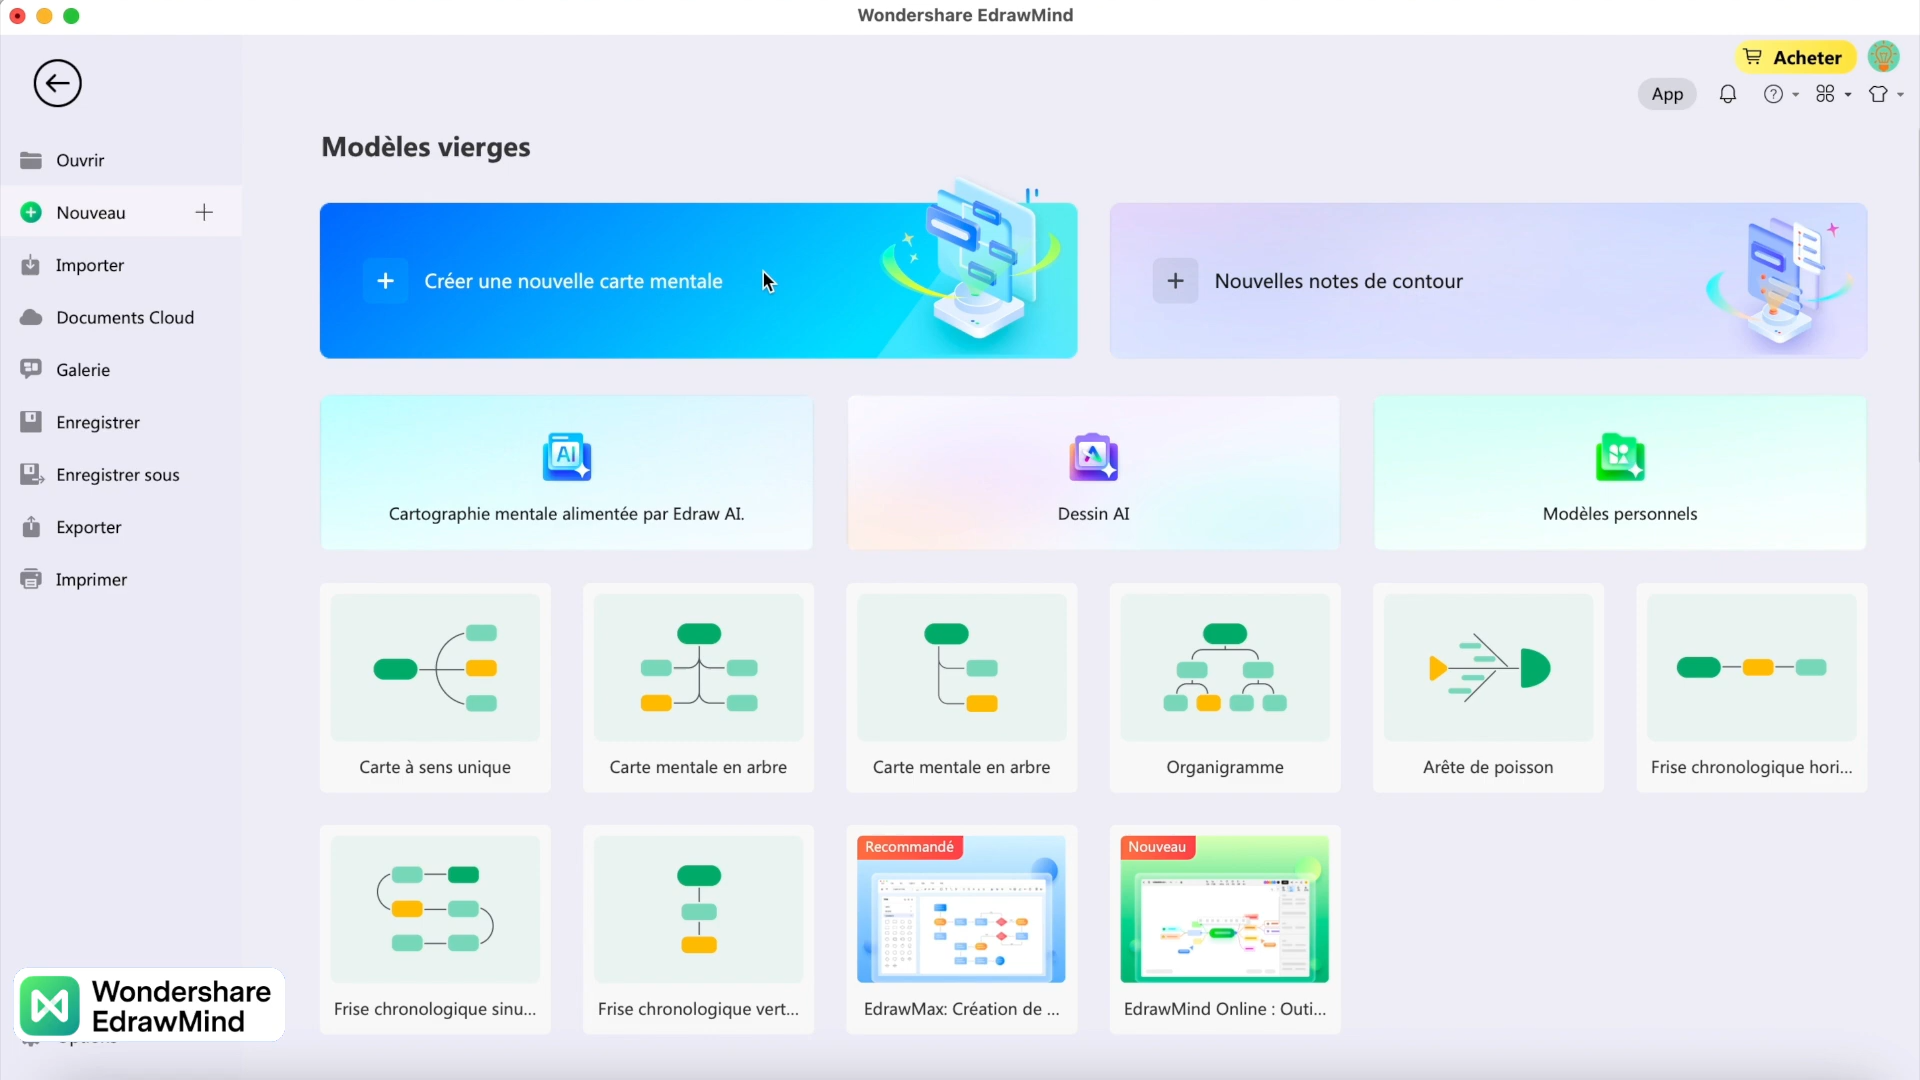 Wondershare EdrawMind
Acheter
App
Modèles vierges
Ouvrir
Nouveau
Importer
Documents Cloud
Galerie
Enregistrer
Enregistrer sous
Exporter
Imprimer
Créer une nouvelle carte mentale
Nouvelles notes de contour
AI
Cartographie mentale alimentée par Edraw AI.
Dessin AI
Modèles personnels
Carte à sens unique
Carte mentale en arbre
Carte mentale en arbre
Organigramme
Arête de poisson
Frise chronologique hori...
Recommandé
Nouveau
Frise chronologique sinu...
Frise chronologique vert...
EdrawMax: Création de ...
EdrawMind Online : Outi...
Wondershare
EdrawMind